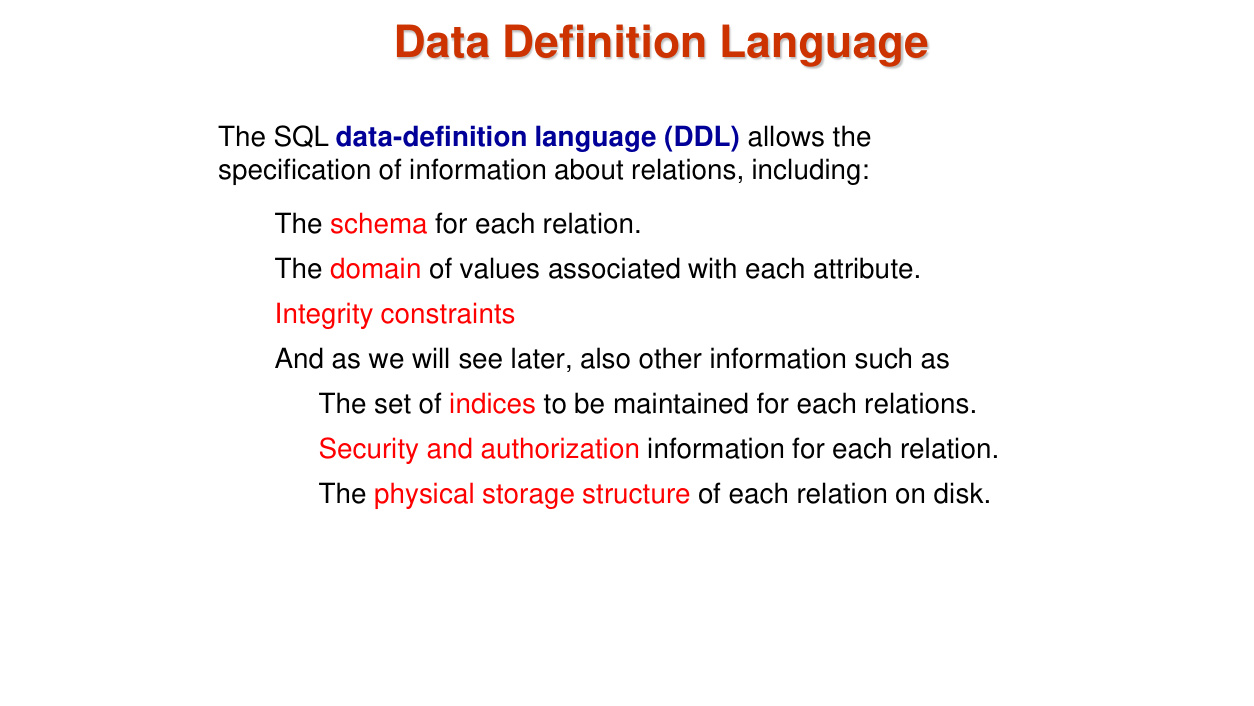 Data Definition Language
The SQL data-definition language (DDL) allows the
specification of information about relations, including:
The schema for each relation.
The domain of values associated with each attribute.
Integrity constraints
And as we will see later, also other information such as
The set of indices to be maintained for each relations.
Security and authorization information for each relation.
The physical storage structure of each relation on disk.